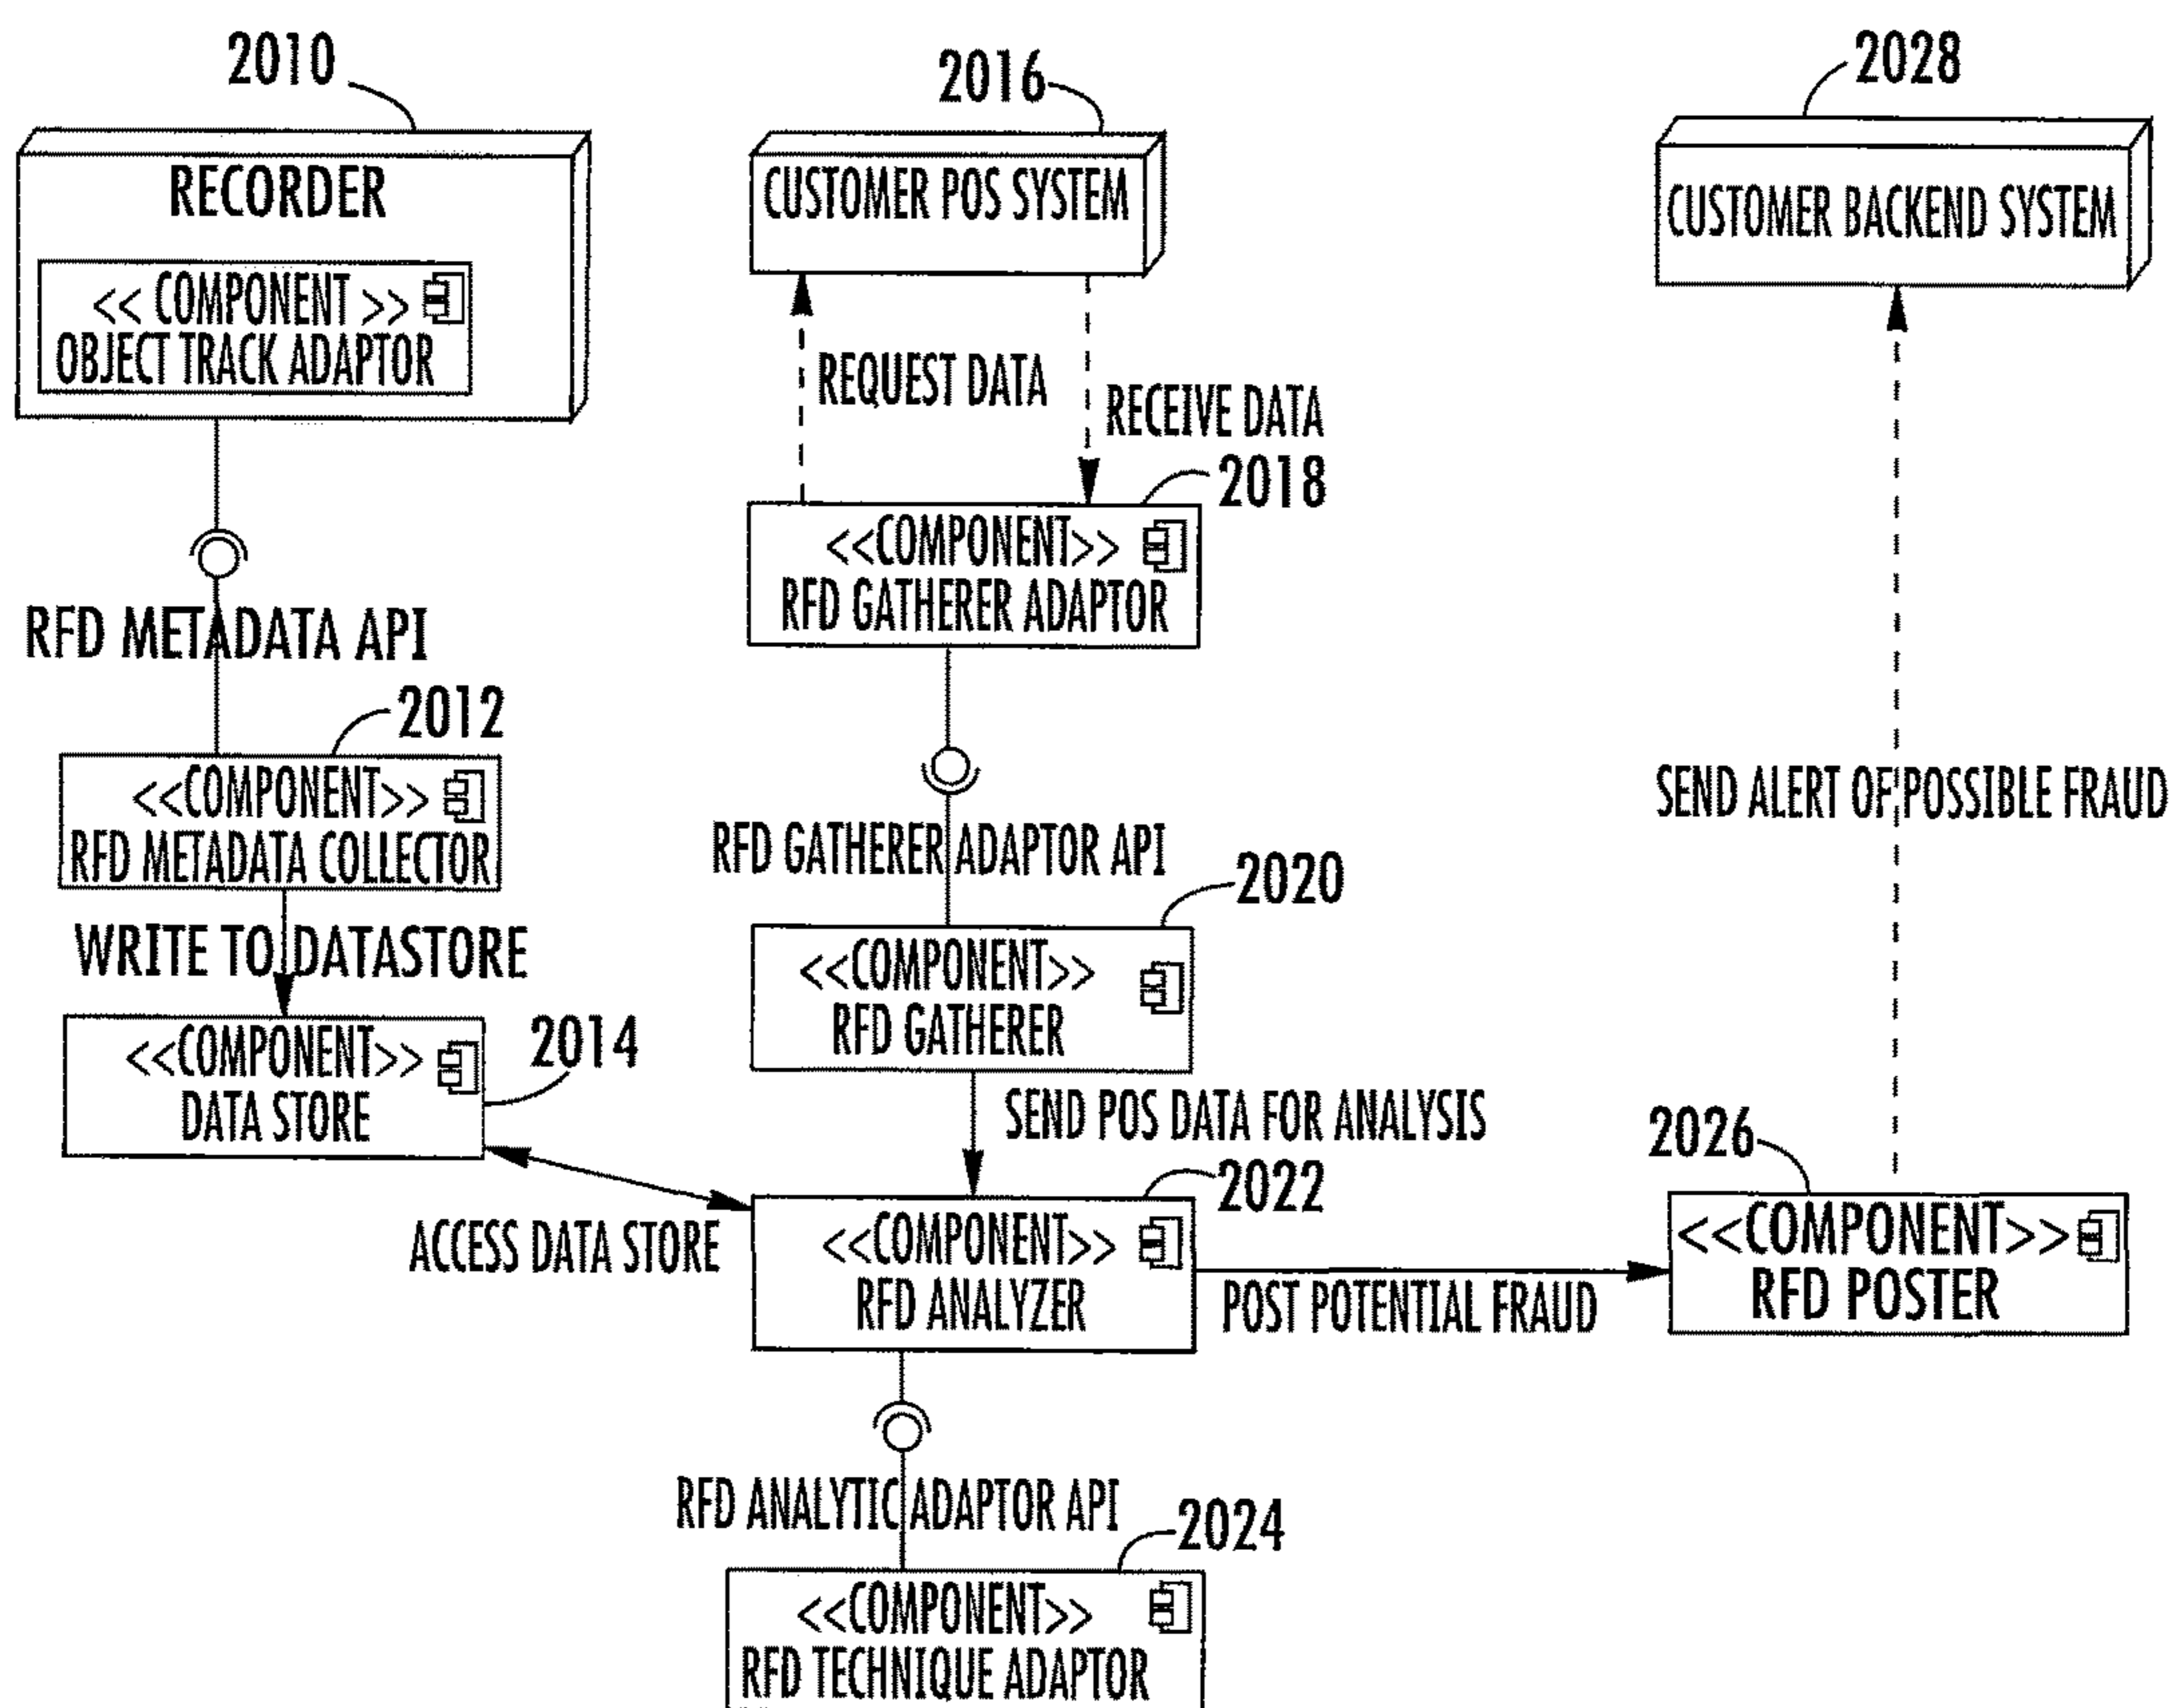 2010
RECORDER
<< COMPONENT >>
OBJECT TRACK ADAPTOR
RFD METADATA API
2012
<<COMPONENT>>
RFD METADATA COLLECTOR
WRITE TO DATASTORE
<<COMPONENT>>
DATA STORE
2014
ACCESS DATA STORE
2016
CUSTOMER POS SYSTEM
REQUEST DATA
RECEIVE DATA
2018
<<COMPONENT>>
RFD GATHERER ADAPTOR
RFD GATHERER ADAPTOR API
2020
<<COMPONENT>>
RFD GATHERER
SEND POS DATA FOR ANALYSIS
2022
<<COMPONENT>>
RFD ANALYZER
POST POTENTIAL FRAUD
RFD ANALYTIC ADAPTOR API
2024
<<COMPONENT>>
RFD TECHNIQUE ADAPTOR
2028
CUSTOMER BACKEND SYSTEM
SEND ALERT OF POSSIBLE FRAUD
2026
<<COMPONENT>>
RFD POSTER